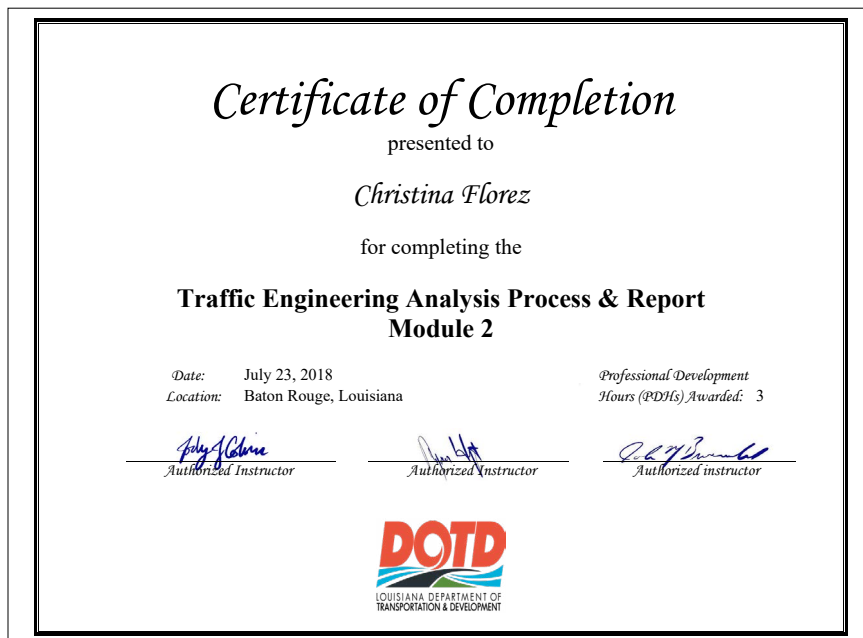 Certificate of Completion
presented to
Christina Florez
for completing the
Traffic Engineering Analysis Process & Report
Module 2
Date: July 23, 2018
Location: Baton Rouge, Louisiana
Professional Development
Hours (PDHs) Awarded: 3
Authorized Instructor
Authorized Instructor
Authorized instructor
DOTD
LOUISIANA DEPARTMENT OF
TRANSPORTATION & DEVELOPMENT